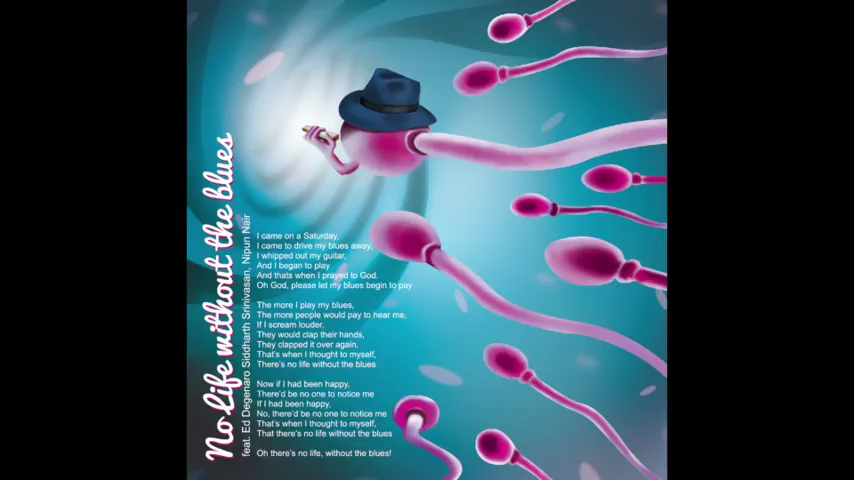 No Life without the blues
feat. Ed Degenaro Siddharth Srinivasan, Nipun Nair
I came on a Saturday,
I came to drive my blues away,
I whipped out my guitar,
And I began to play
And thats when I prayed to God.
Oh God, please let my blues begin to pay
The more I play my blues,
The more people would pay to hear me,
If I scream louder,
They would clap their hands,
They clapped it over again,
That's when I thought to myself,
There's no life without the blues
Now if I had been happy,
There'd be no one to notice me
If I had been happy,
No, there'd be no one to notice me
That's when I thought to myself,
That there's no life without the blues
Oh there's no life, without the blues!